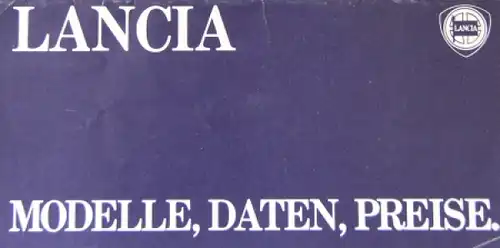 LANCIA
LANCIA
MODELLE, DATEN, PREISE.